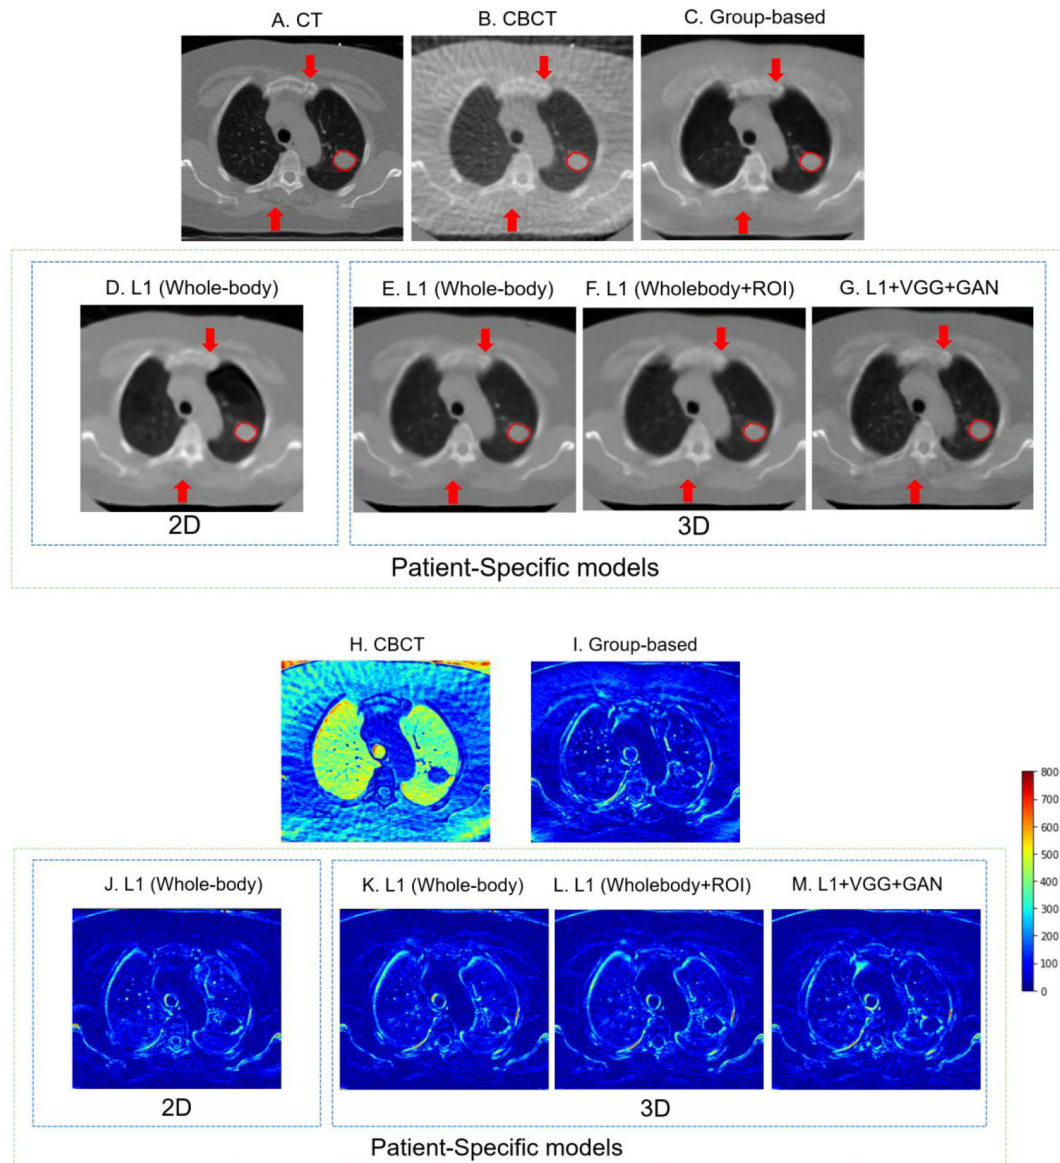 A. CT
B. CBCT
C. Group-based
D. L1 (Whole-body)
E. L1 (Whole-body)
F. L1 (Wholebody+ROI)
G. L1+VGG+GAN
2D
3D
Patient-Specific models
H. CBCT
I. Group-based
800
700
600
500
400
300
200
100
0
J. L1 (Whole-body)
K. L1 (Whole-body)
L. L1 (Wholebody+ROI)
M. L1+VGG+GAN
2D
3D
Patient-Specific models